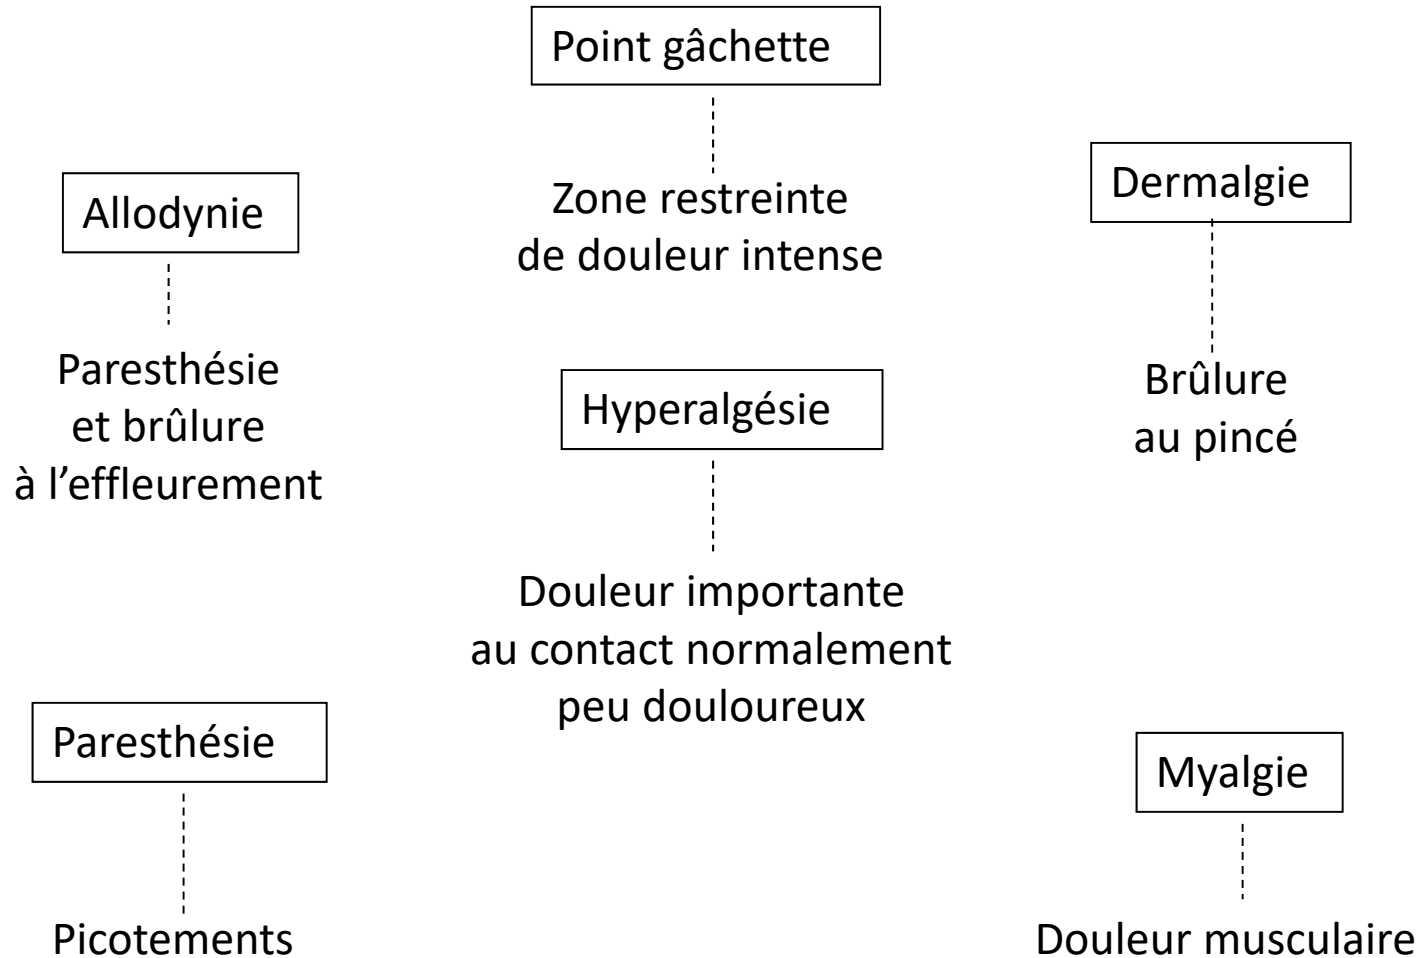 Point gâchette
Zone restreinte
de douleur intense
Dermalgie
Brûlure
au pincé
Allodynie
Paresthésie
et brûlure
à l’effleurement
Hyperalgésie
Douleur importante
au contact normalement
peu douloureux
Paresthésie
Picotements
Myalgie
Douleur musculaire